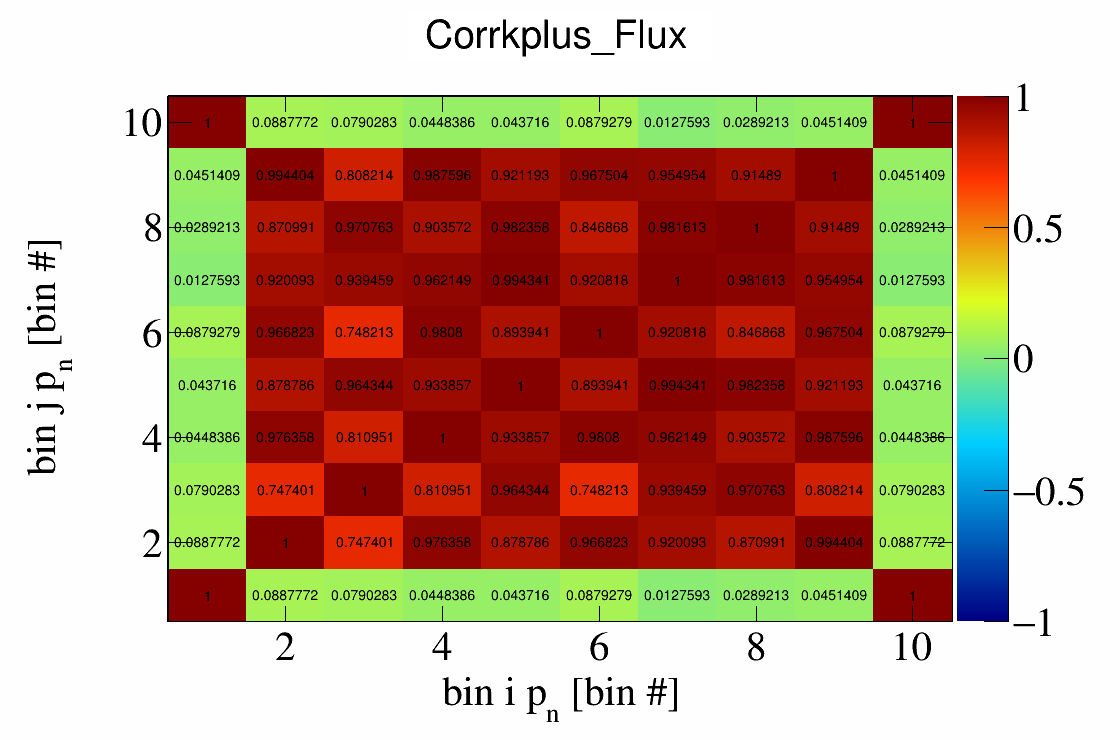 Corrkplus_Flux
10 1 0.0887772 0.0790283 0.0448386 0.043716 0.0879279 0.0127593 0.0289213 0.0451409 1
0.0451409 0.994404 0.808214 0.987596 0.921193 0.967504 0.954954 0.91489 1 0.0451409
8 0.0289213 0.870991 0.970763 0.903572 0.982358 0.846868 0.981613 1 0.91489 0.0289213
0.0127593 0.920093 0.939459 0.962149 0.994341 0.920818 1 0.981613 0.954954 0.0127593
6 0.0879279 0.966823 0.748213 0.9808 0.893941 1 0.920818 0.846868 0.967504 0.0879279
0.043716 0.878786 0.964344 0.933857 1 0.893941 0.994341 0.982358 0.921193 0.043716
4 0.0448386 0.976358 0.810951 1 0.933857 0.9808 0.962149 0.903572 0.987596 0.0448386
0.0790283 0.747401 1 0.810951 0.964344 0.748213 0.939459 0.970763 0.808214 0.0790283
2 0.0887772 1 0.747401 0.976358 0.878786 0.966823 0.920093 0.870991 0.994404 0.0887772
1 0.0887772 0.0790283 0.0448386 0.043716 0.0879279 0.0127593 0.0289213 0.0451409 1
2 4 6 8 10
bin i pn [bin #]
bin j pn [bin #]
1
0.5
0
−0.5
−1